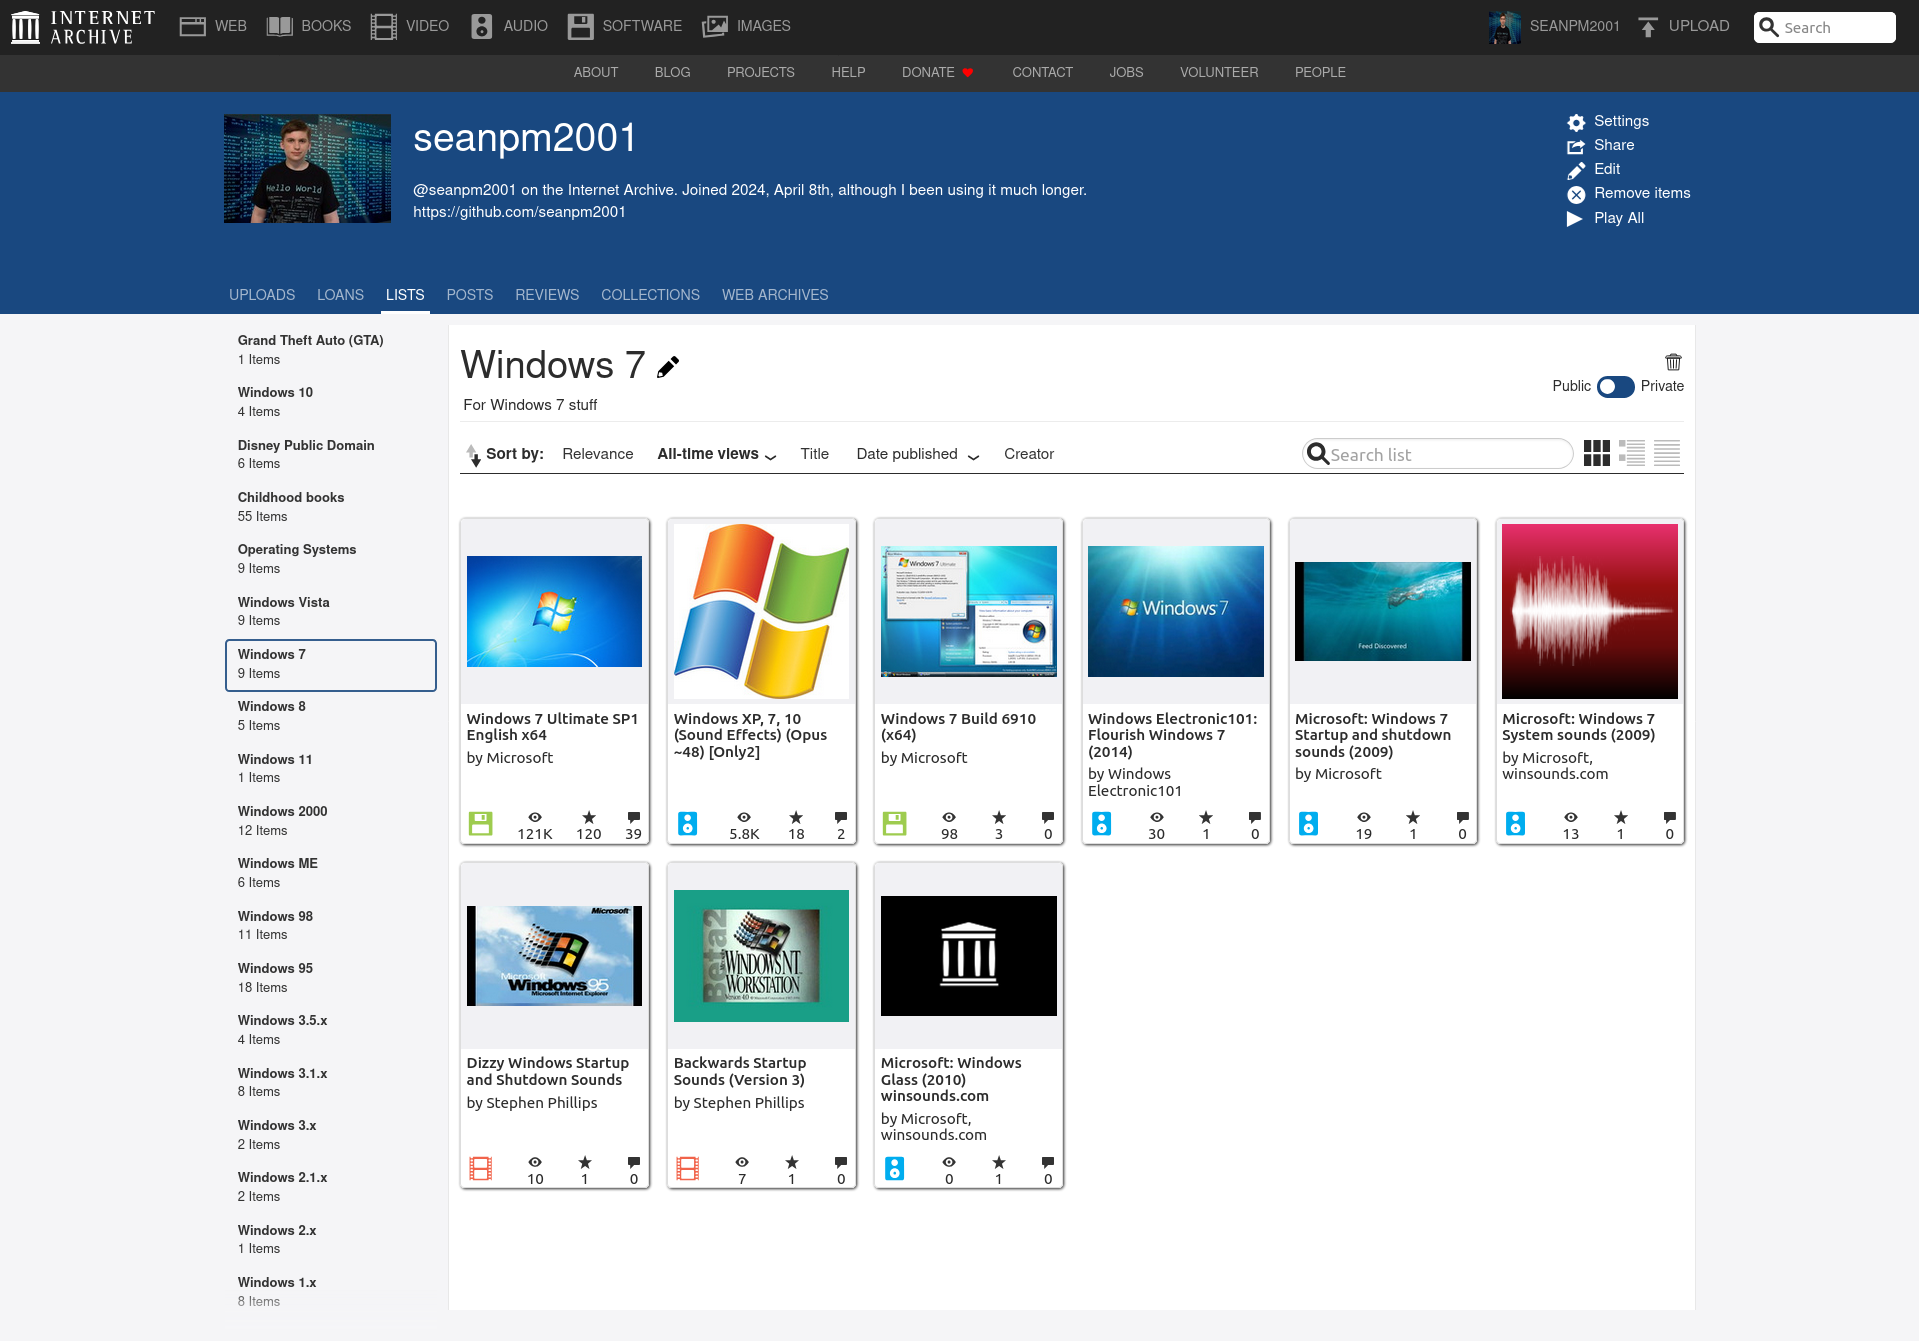 INTERNET ARCHIVE
WEB BOOKS VIDEO AUDIO SOFTWARE IMAGES SEANPM2001 UPLOAD Search
ABOUT BLOG PROJECTS HELP DONATE CONTACT JOBS VOLUNTEER PEOPLE
Hello World
seanpm2001
@seanpm2001 on the Internet Archive. Joined 2024, April 8th, although I been using it much longer.
https://github.com/seanpm2001
Settings
Share
Edit
Remove items
Play All
UPLOADS LOANS LISTS POSTS REVIEWS COLLECTIONS WEB ARCHIVES
Grand Theft Auto (GTA)
1 Items
Windows 10
4 Items
Disney Public Domain
6 Items
Childhood books
55 Items
Operating Systems
9 Items
Windows Vista
9 Items
Windows 7
9 Items
Windows 8
5 Items
Windows 11
1 Items
Windows 2000
12 Items
Windows ME
6 Items
Windows 98
11 Items
Windows 95
18 Items
Windows 3.5.x
4 Items
Windows 3.1.x
8 Items
Windows 3.x
2 Items
Windows 2.1.x
2 Items
Windows 2.x
1 Items
Windows 1.x
8 Items
Windows 7
For Windows 7 stuff
Public Private
Sort by: Relevance All-time views Title Date published Creator Search list
Windows 7 Ultimate SP1
English x64
by Microsoft
121K 120 39
Windows XP, 7, 10
(Sound Effects) (Opus
~48) [Only2]
5.8K 18 2
Windows 7 Ultimate
Windows 7 Build 6910
(x64)
by Microsoft
98 3 0
Windows 7
Windows Electronic101:
Flourish Windows 7
(2014)
by Windows
Electronic101
30 1 0
Feed Discovered
Microsoft: Windows 7
Startup and shutdown
sounds (2009)
by Microsoft
19 1 0
Microsoft: Windows 7
System sounds (2009)
by Microsoft,
winsounds.com
13 1 0
Microsoft
Microsoft
Windows 95
Microsoft Internet Explorer
Dizzy Windows Startup
and Shutdown Sounds
by Stephen Phillips
10 1 0
Beta2
WINDOWS NT
WORKSTATION
Version 4.0
Backwards Startup
Sounds (Version 3)
by Stephen Phillips
7 1 0
Microsoft: Windows
Glass (2010)
winsounds.com
by Microsoft,
winsounds.com
0 1 0